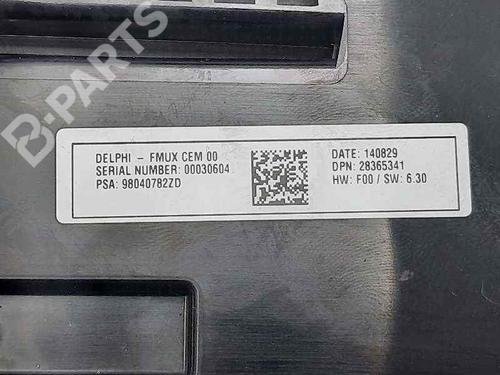 B-PARTS
DELPHI - FMUX CEM 00
SERIAL NUMBER: 00030604
PSA: 98040782ZD
DATE: 140829
DPN: 28365341
HW: F00 / SW: 6.30
B-PARTS